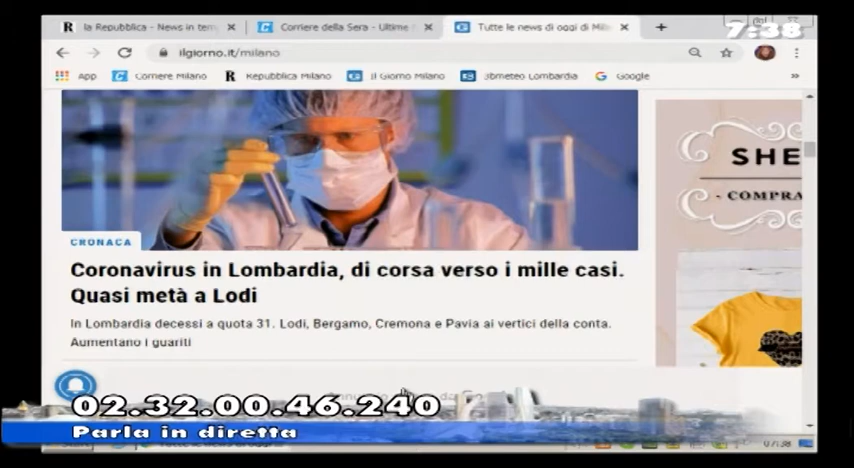 la Repubblica - News in tem
Corriere della Sera - Ultime
Tutte le news di oggi di Mil
7:38
ilgiorno.it/milano
App
Corriere Milano
Repubblica Milano
Il Giorno Milano
3bmeteo Lombardia
Google
SHE
- COMPRA
CRONACA
Coronavirus in Lombardia, di corsa verso i mille casi.
Quasi metà a Lodi
In Lombardia decessi a quota 31. Lodi, Bergamo, Cremona e Pavia ai vertici della conta.
Aumentano i guariti
02.32.00.46.240
Parla in diretta
07:38